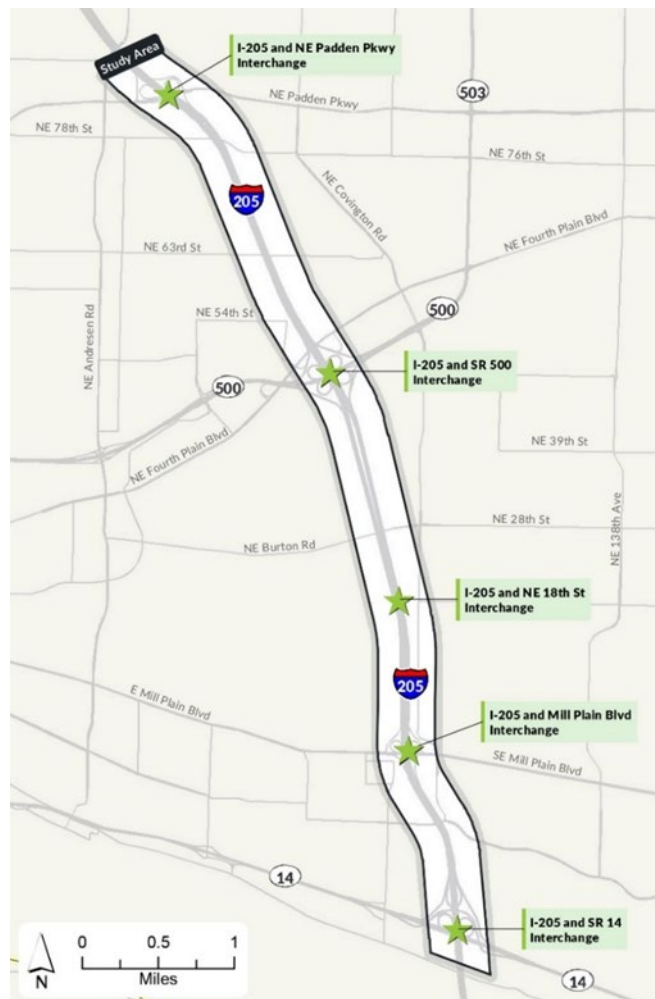 Study Area
I-205 and NE Padden Pkwy
Interchange
NE Padden Pkwy
503
NE 78th St
NE 76th St
205
NE Covington Rd
NE Fourth Plain Blvd
NE 63rd St
NE Andresen Rd
NE 54th St
500
I-205 and SR 500
Interchange
500
NE Fourth Plain Blvd
NE 39th St
NE 138th Ave
NE 28th St
NE Burton Rd
I-205 and NE 18th St
Interchange
205
E Mill Plain Blvd
I-205 and Mill Plain Blvd
Interchange
SE Mill Plain Blvd
14
I-205 and SR 14
Interchange
14
0 0.5 1
Miles
N